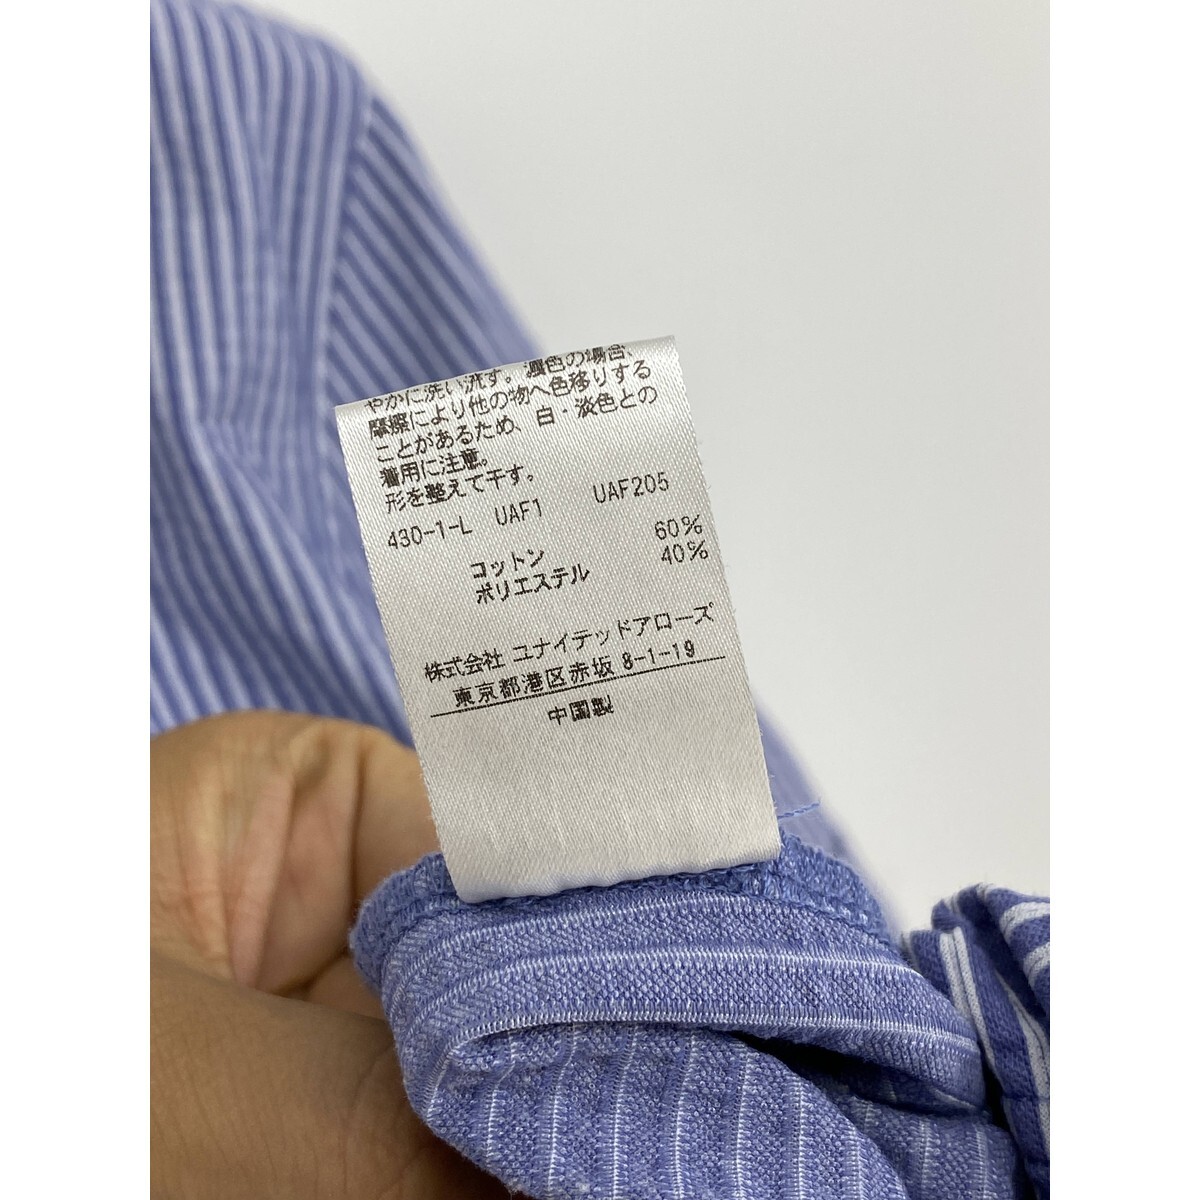 やかに洗い流す。濃色の場合、
摩擦により他の物へ色移りする
ことがあるため、白・淡色との
着用に注意。
形を整えて干す。
430-1-L UAF1 UAF205
コットン 60%
ポリエステル 40%
株式会社 ユナイテッドアローズ
東京都港区赤坂 8-1-19
中国製